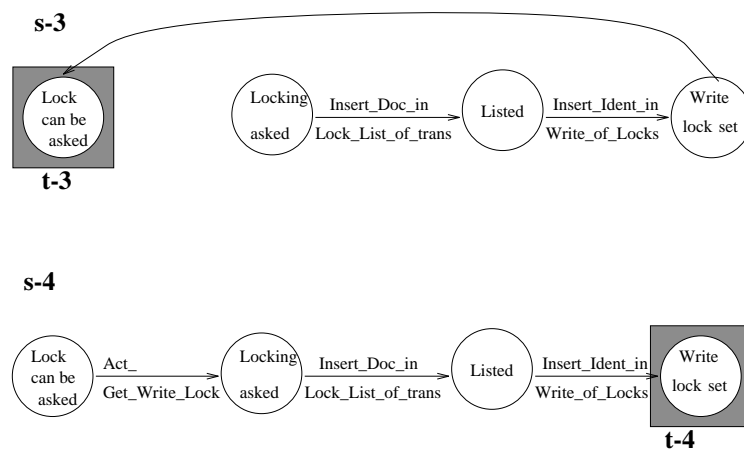 s-3
Lock
can be
asked
t-3
Locking
asked
Insert_Doc_in
Lock_List_of_trans
Listed
Insert_Ident_in
Write_of_Locks
Write
lock set
s-4
Lock
can be
asked
Act_
Get_Write_Lock
Locking
asked
Insert_Doc_in
Lock_List_of_trans
Listed
Insert_Ident_in
Write_of_Locks
Write
lock set
t-4